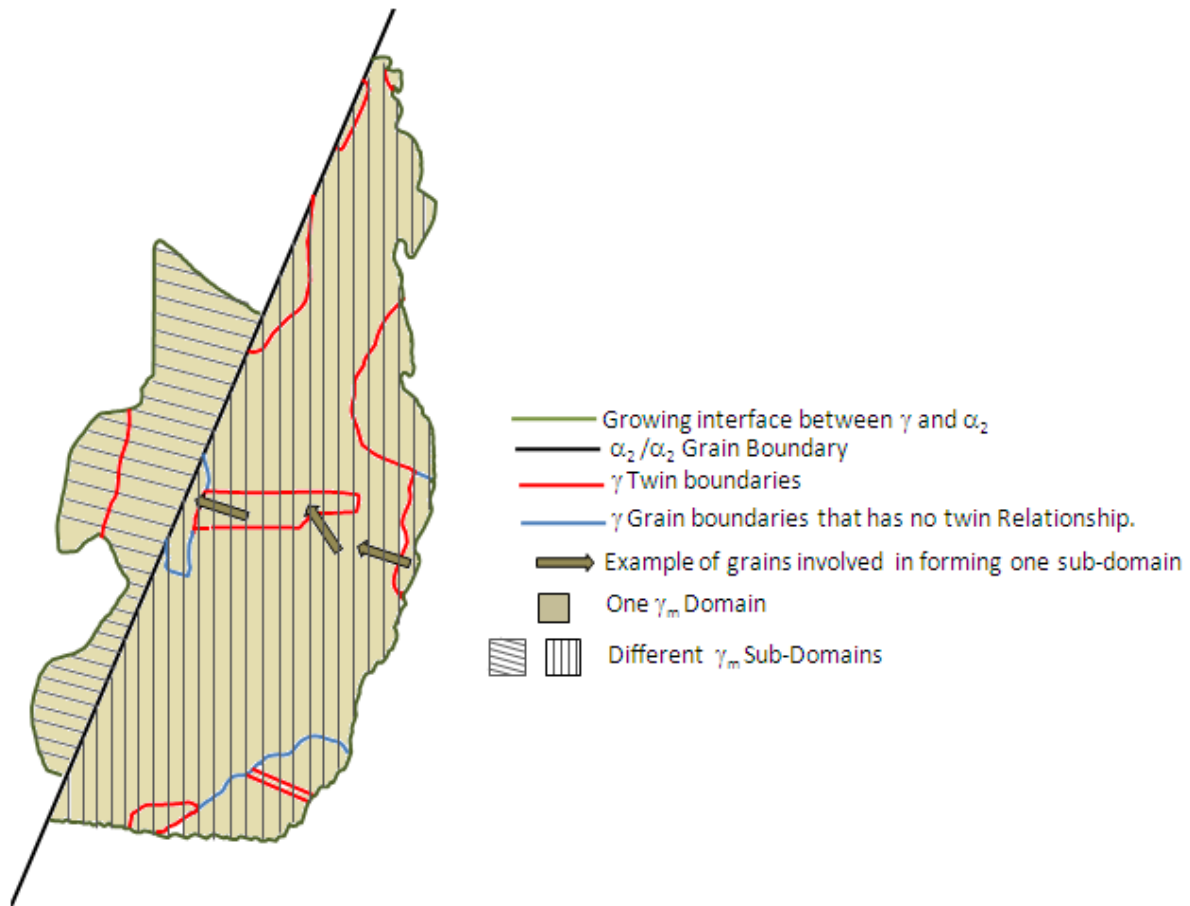 Growing interface between γ and α₂
α₂ /α₂ Grain Boundary
γ Twin boundaries
γ Grain boundaries that has no twin Relationship.
Example of grains involved in forming one sub-domain
One γₘ Domain
Different γₘ Sub-Domains